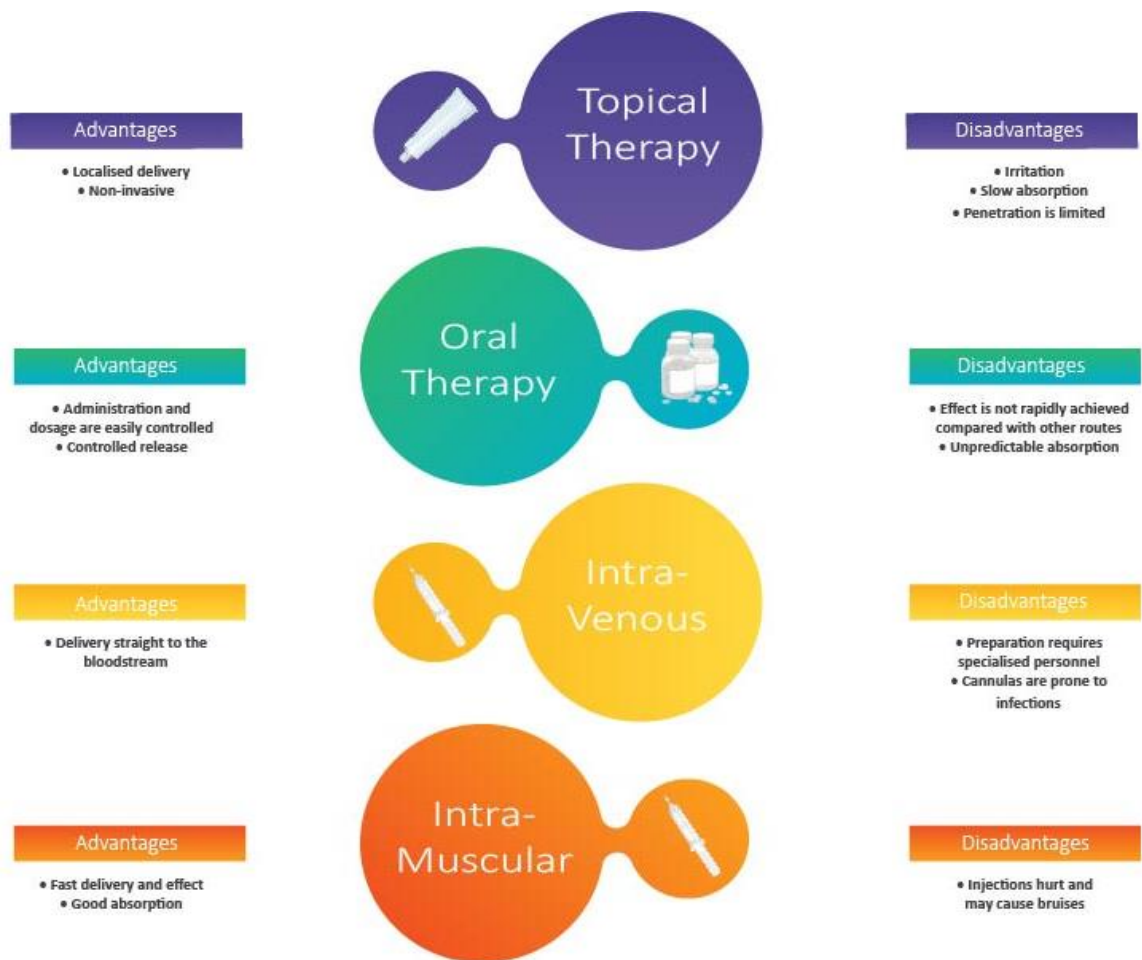 Topical
Therapy
Advantages
• Localised delivery
• Non-invasive
Disadvantages
• Irritation
• Slow absorption
• Penetration is limited
Oral
Therapy
Advantages
• Administration and
dosage are easily controlled
• Controlled release
Disadvantages
• Effect is not rapidly achieved
compared with other routes
• Unpredictable absorption
Intra-
Venous
Advantages
• Delivery straight to the
bloodstream
Disadvantages
• Preparation requires
specialised personnel
• Cannulas are prone to
infections
Intra-
Muscular
Advantages
• Fast delivery and effect
• Good absorption
Disadvantages
• Injections hurt and
may cause bruises